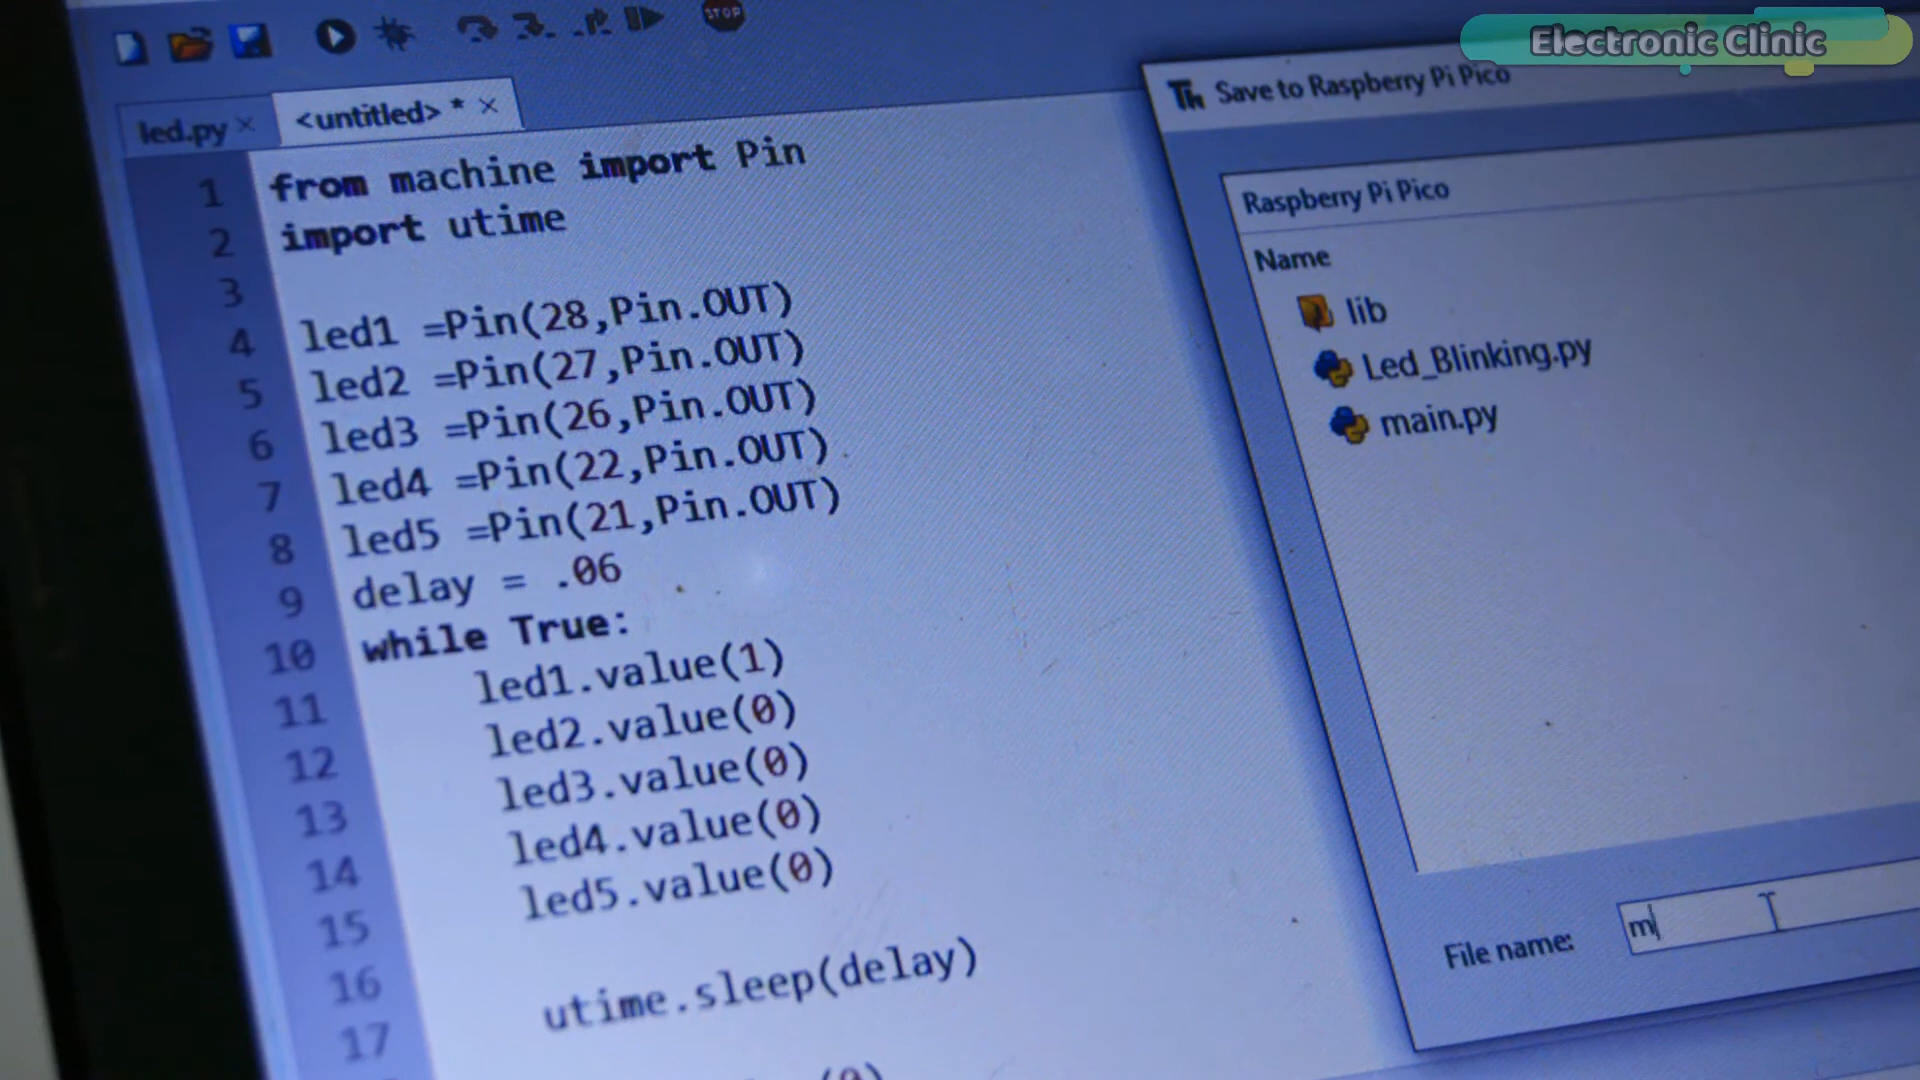 STOP
Electronic Clinic
led.py ×
<untitled> * ×
1 from machine import Pin
2 import utime
3
4 led1 =Pin(28,Pin.OUT)
5 led2 =Pin(27,Pin.OUT)
6 led3 =Pin(26,Pin.OUT)
7 led4 =Pin(22,Pin.OUT)
8 led5 =Pin(21,Pin.OUT)
9 delay = .06
10 while True:
11 led1.value(1)
12 led2.value(0)
13 led3.value(0)
14 led4.value(0)
15 led5.value(0)
16
17 utime.sleep(delay)
(0)
Th Save to Raspberry Pi Pico
Raspberry Pi Pico
Name
lib
Led_Blinking.py
main.py
File name: m